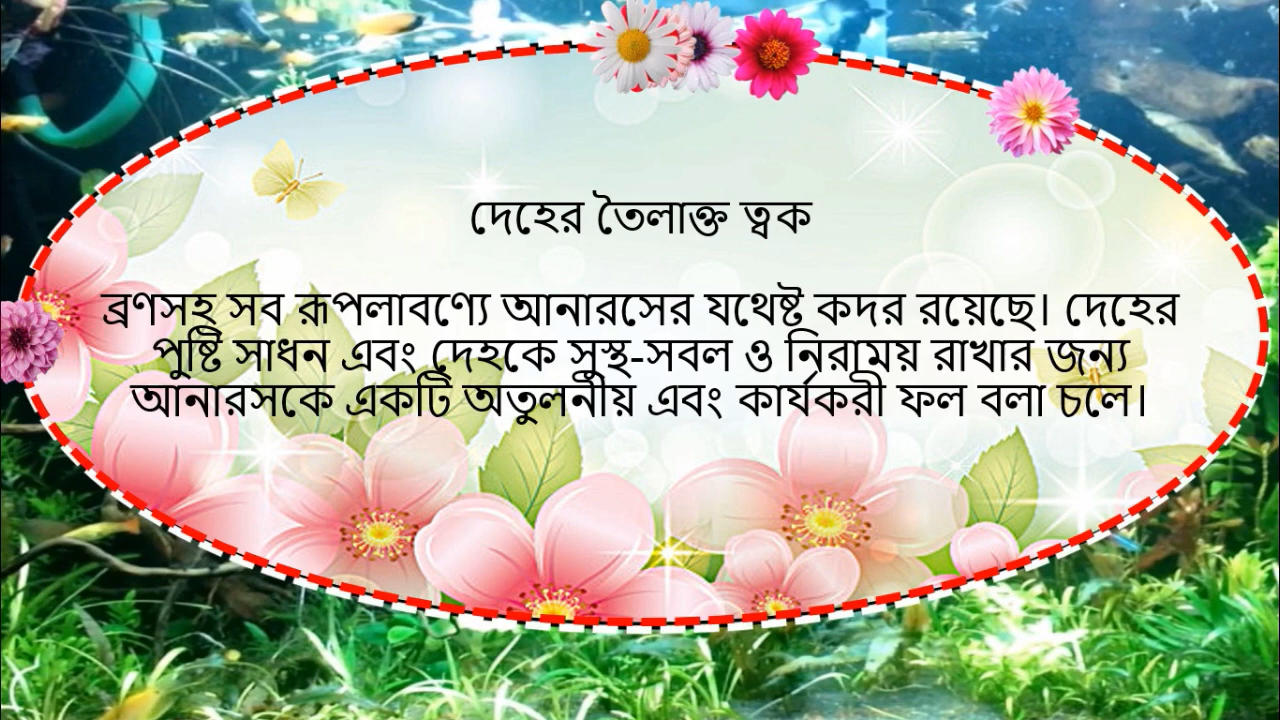 দেহের তৈলাক্ত ত্বক
ব্রণসহ সব রূপলাবণ্যে আনারসের যথেষ্ট কদর রয়েছে। দেহের
পুষ্টি সাধন এবং দেহকে সুস্থ-সবল ও নিরাময় রাখার জন্য
আনারসকে একটি অতুলনীয় এবং কার্যকরী ফল বলা চলে।